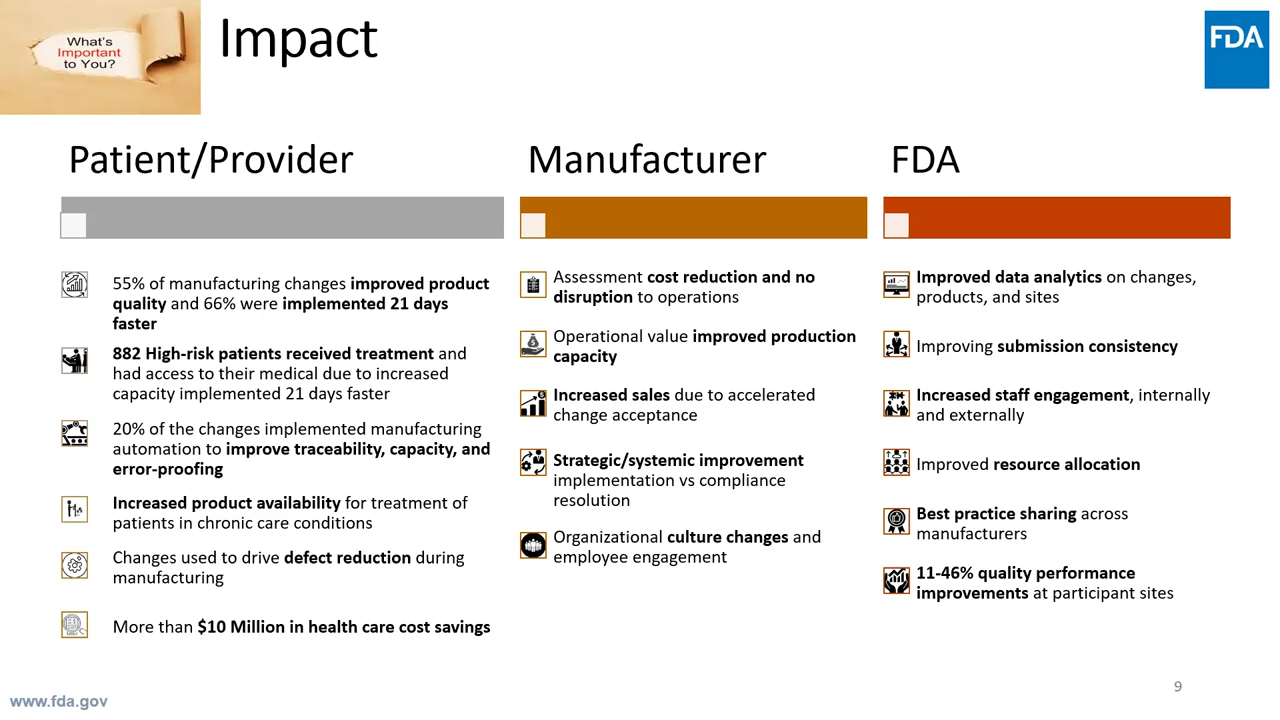 What's
Important
to You?
Impact
FDA
Patient/Provider
55% of manufacturing changes improved product
quality and 66% were implemented 21 days
faster
882 High-risk patients received treatment and
had access to their medical due to increased
capacity implemented 21 days faster
20% of the changes implemented manufacturing
automation to improve traceability, capacity, and
error-proofing
Increased product availability for treatment of
patients in chronic care conditions
Changes used to drive defect reduction during
manufacturing
More than $10 Million in health care cost savings
Manufacturer
Assessment cost reduction and no
disruption to operations
Operational value improved production
capacity
Increased sales due to accelerated
change acceptance
Strategic/systemic improvement
implementation vs compliance
resolution
Organizational culture changes and
employee engagement
FDA
Improved data analytics on changes,
products, and sites
Improving submission consistency
Increased staff engagement, internally
and externally
Improved resource allocation
Best practice sharing across
manufacturers
11-46% quality performance
improvements at participant sites
www.fda.gov
9